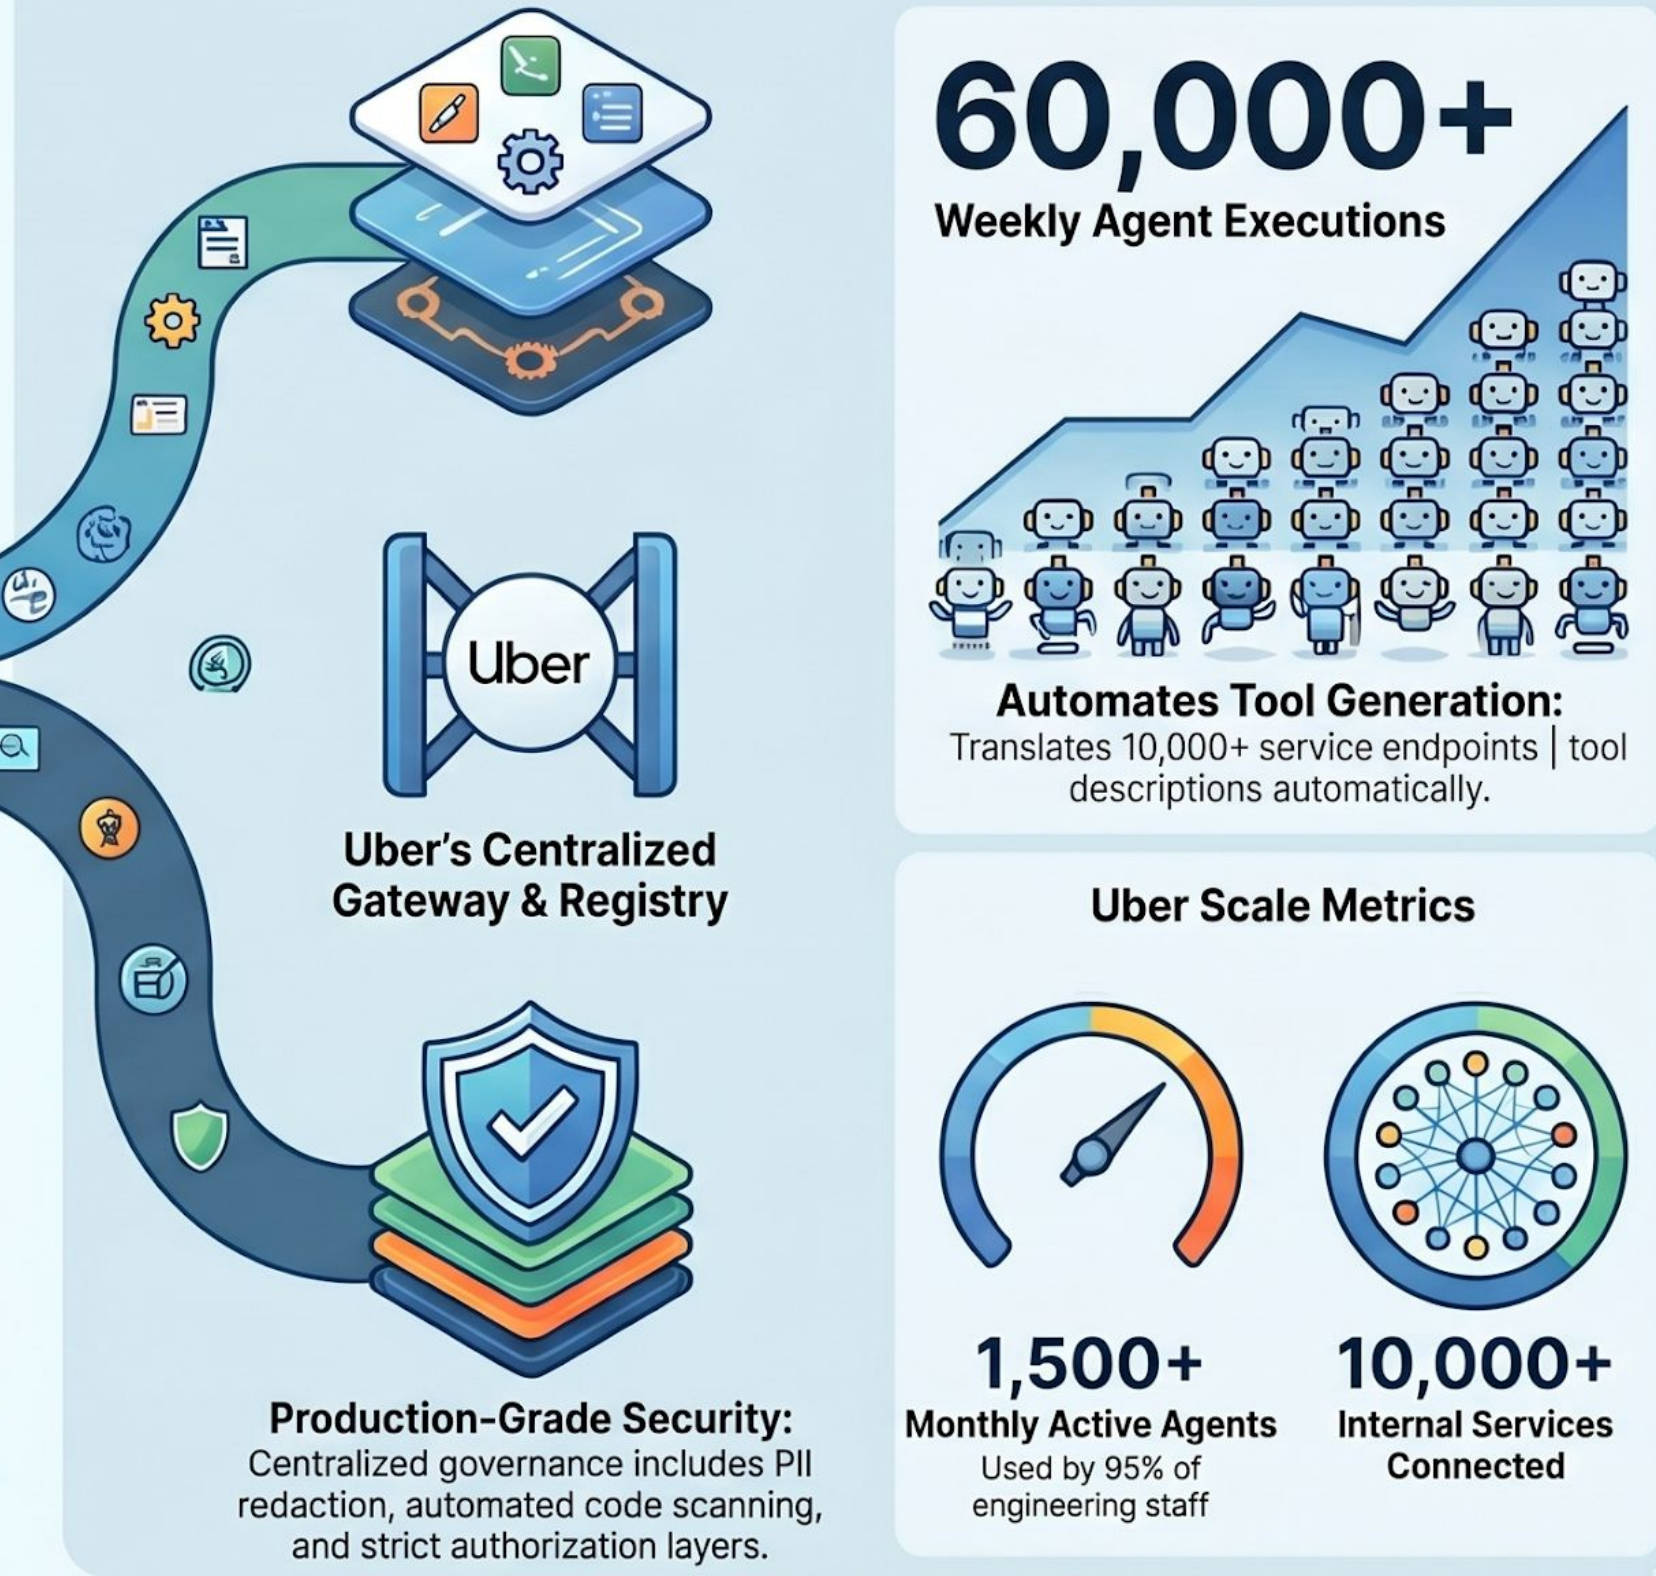 Uber
Uber's Centralized
Gateway & Registry
Production-Grade Security:
Centralized governance includes PII
redaction, automated code scanning,
and strict authorization layers.
60,000+
Weekly Agent Executions
Automates Tool Generation:
Translates 10,000+ service endpoints | tool
descriptions automatically.
Uber Scale Metrics
1,500+
Monthly Active Agents
Used by 95% of
engineering staff
10,000+
Internal Services
Connected